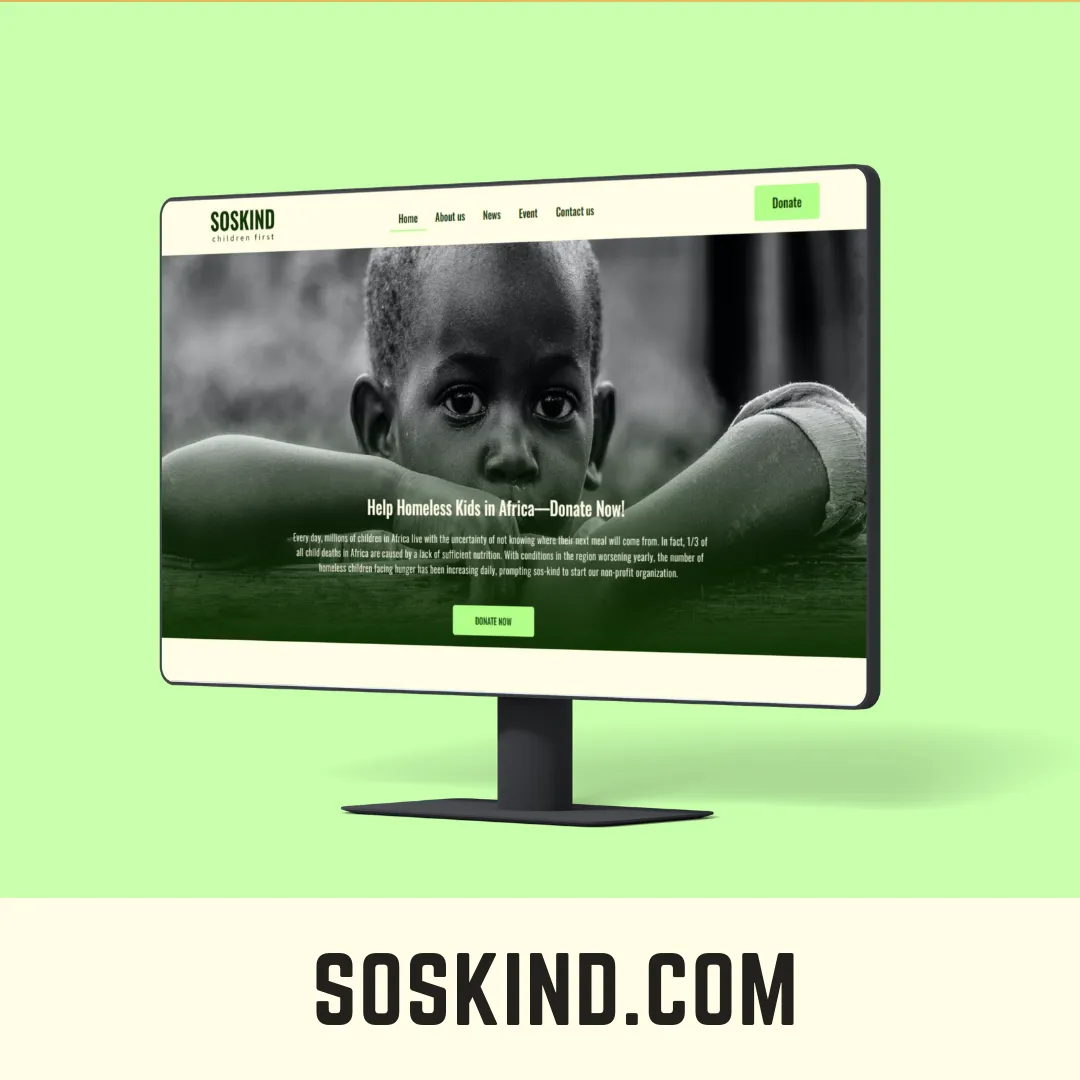 SOSKIND
children first
Home About us News Event Contact us
Donate
Help Homeless Kids in Africa—Donate Now!
Every day, millions of children in Africa live with the uncertainty of not knowing where their next meal will come from. In fact, 1/3 of
all child deaths in Africa are caused by a lack of sufficient nutrition. With conditions in the region worsening yearly, the number of
homeless children facing hunger has been increasing daily, prompting sos-kind to start our non-profit organization.
DONATE NOW
SOSKIND.COM